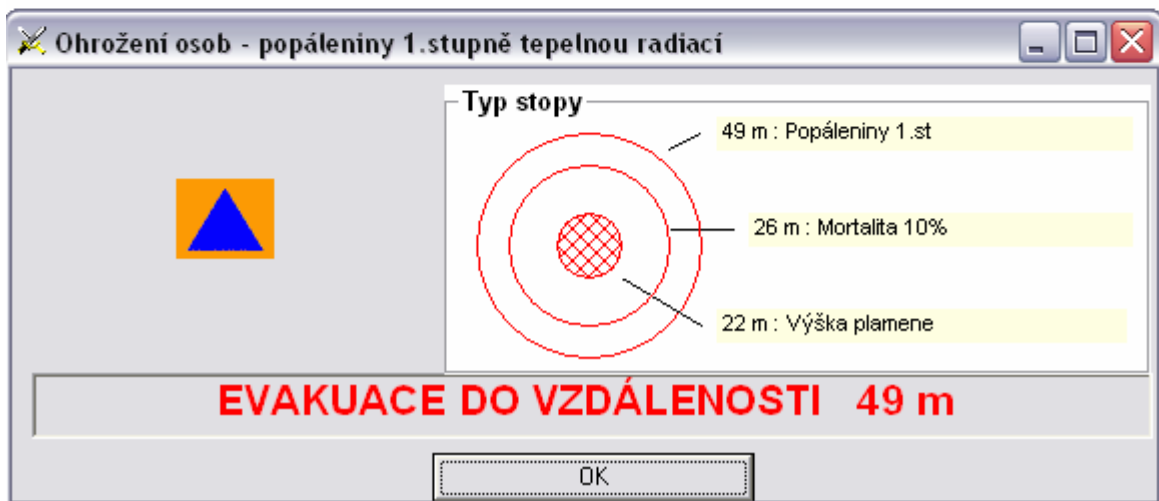 Ohrožení osob - popáleniny 1.stupně tepelnou radiací
Typ stopy
49 m : Popáleniny 1.st
26 m : Mortalita 10%
22 m : Výška plamene
EVAKUACE DO VZDÁLENOSTI 49 m
OK